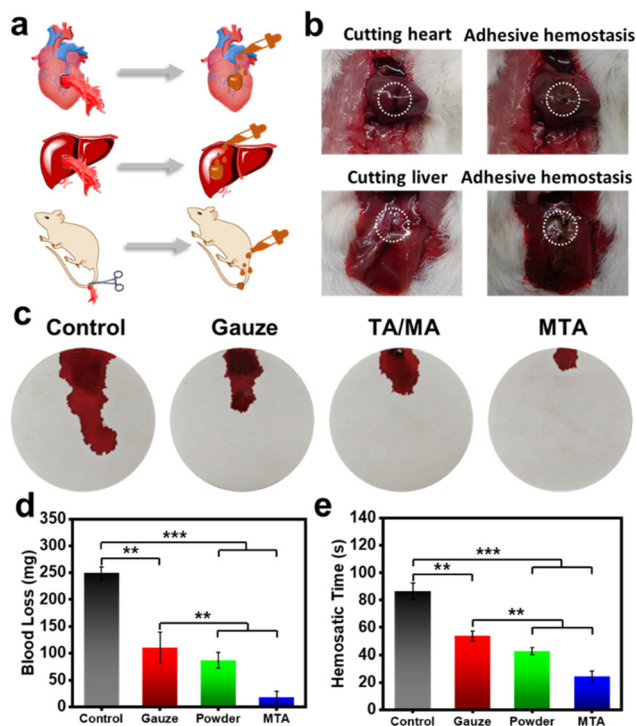 a
b
Cutting heart
Adhesive hemostasis
Cutting liver
Adhesive hemostasis
c
Control
Gauze
TA/MA
MTA
d
350
300
250
200
150
100
50
0
Blood Loss (mg)
***
**
**
Control
Gauze
Powder
MTA
e
140
120
100
80
60
40
20
0
Hemosatic Time (s)
***
**
**
Control
Gauze
Powder
MTA